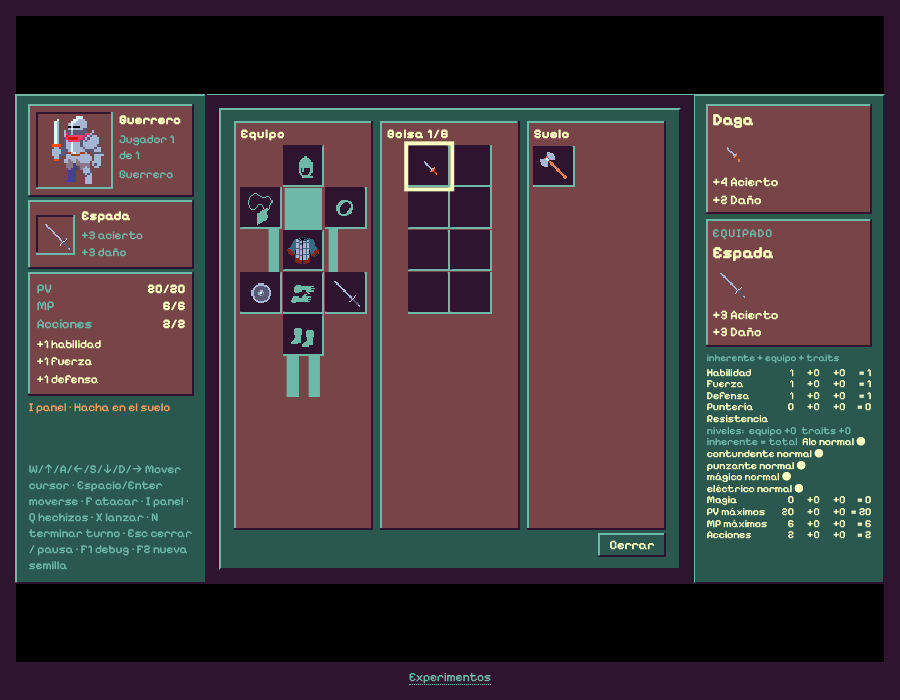 Guerrero
Jugador 1
de 1
Guerrero
Espada
+3 acierto
+3 daño
PV 20/20
MP 6/6
Acciones 2/2
+1 habilidad
+1 Fuerza
+1 defensa
I panel · Hacha en el suelo
W/↑/A/←/S/↓/D/→ Mover
cursor · Espacio/Enter
moverse · F atacar · I panel ·
Q hechizos · X lanzar · N
terminar turno · Esc cerrar
/ pausa · F1 debug · F2 nueva
semilla
Equipo
Bolsa 1/8
Suelo
Cerrar
Daga
+4 Acierto
+2 Daño
EQUIPADO
Espada
+3 Acierto
+3 Daño
inherente + equipo + traits
Habilidad 1 +0 +0 = 1
Fuerza 1 +0 +0 = 1
Defensa 1 +0 +0 = 1
Puntería 0 +0 +0 = 0
Resistencia
niveles: equipo +0 traits +0
inherente = total filo normal
contundente normal
punzante normal
mágico normal
eléctrico normal
Magia 0 +0 +0 = 0
PV máximos 20 +0 +0 = 20
MP máximos 6 +0 +0 = 6
Acciones 2 +0 +0 = 2
Experimentos